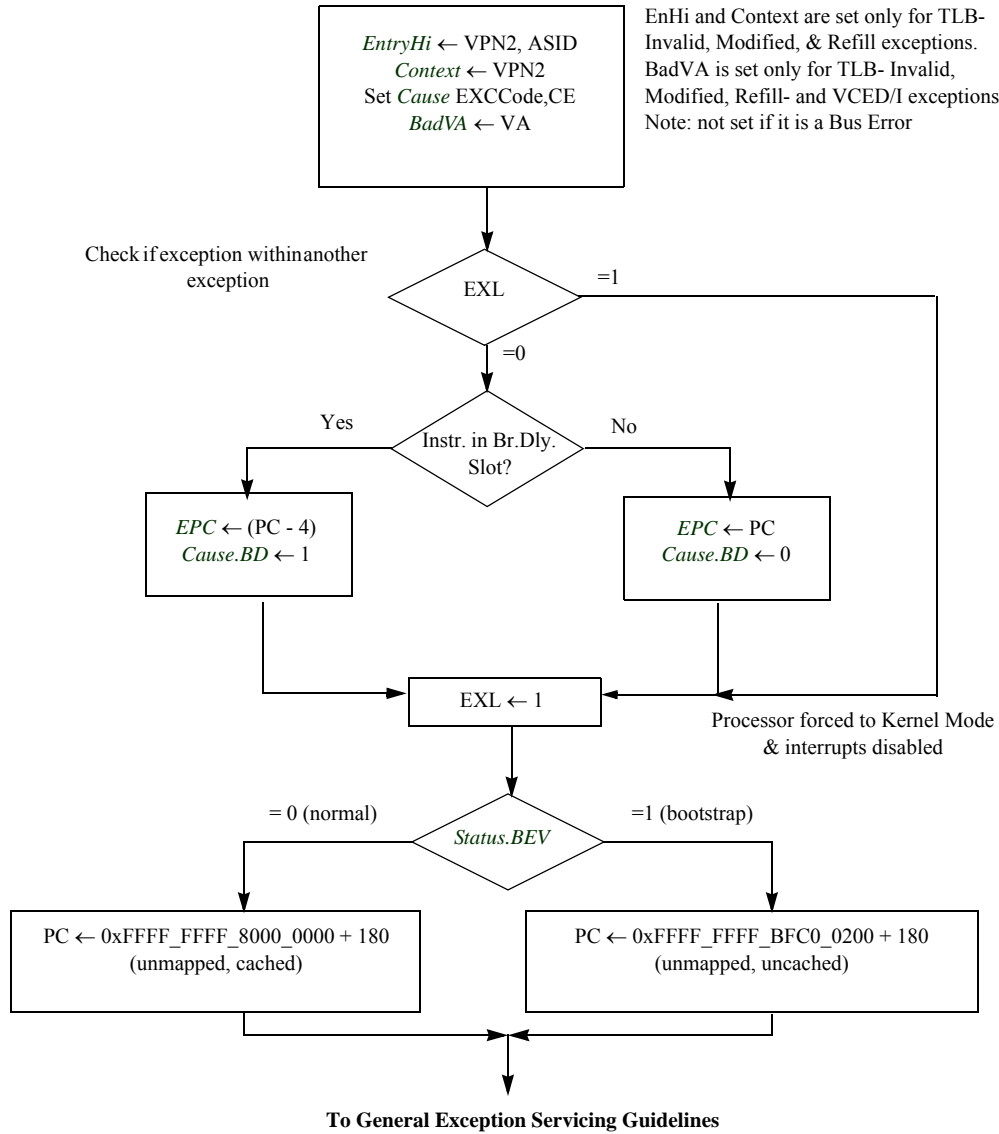 EntryHi ← VPN2, ASID
Context ← VPN2
Set Cause EXCCode,CE
BadVA ← VA
EnHi and Context are set only for TLB-
Invalid, Modified, & Refill exceptions.
BadVA is set only for TLB- Invalid,
Modified, Refill- and VCED/I exceptions
Note: not set if it is a Bus Error
Check if exception within another
exception
EXL
=1
=0
Yes
Instr. in Br.Dly.
Slot?
No
EPC ← (PC - 4)
Cause.BD ← 1
EPC ← PC
Cause.BD ← 0
EXL ← 1
Processor forced to Kernel Mode
& interrupts disabled
= 0 (normal)
Status.BEV
=1 (bootstrap)
PC ← 0xFFFF_FFFF_8000_0000 + 180
(unmapped, cached)
PC ← 0xFFFF_FFFF_BFC0_0200 + 180
(unmapped, uncached)
To General Exception Servicing Guidelines